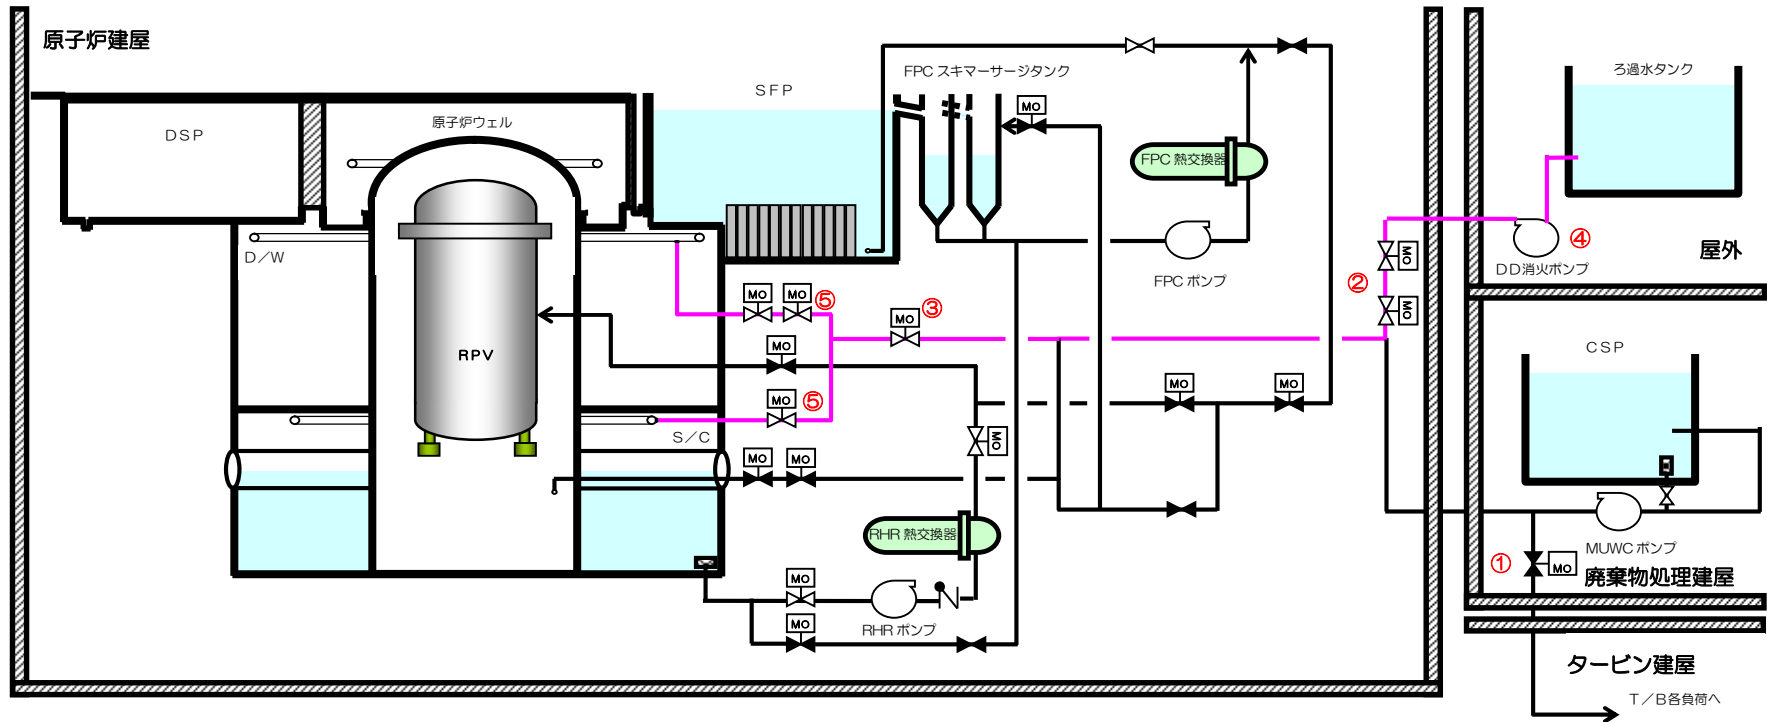 原子炉建屋
FPC スキマーサージタンク
ろ過水タンク
SFP
MO
原子炉ウェル
DSP
FPC 熱交換器
④
屋外
D/W
MO
DD消火ポンプ
FPC ポンプ
②
MO
MO
⑤
③
MO
MO
CSP
RPV
MO
MO
MO
MO
⑤
S/C
MO
MO
MO
RHR 熱交換器
MUWC ポンプ
①
MO
廃棄物処理建屋
MO
MO
RHR ポンプ
タービン建屋
T/B各負荷へ